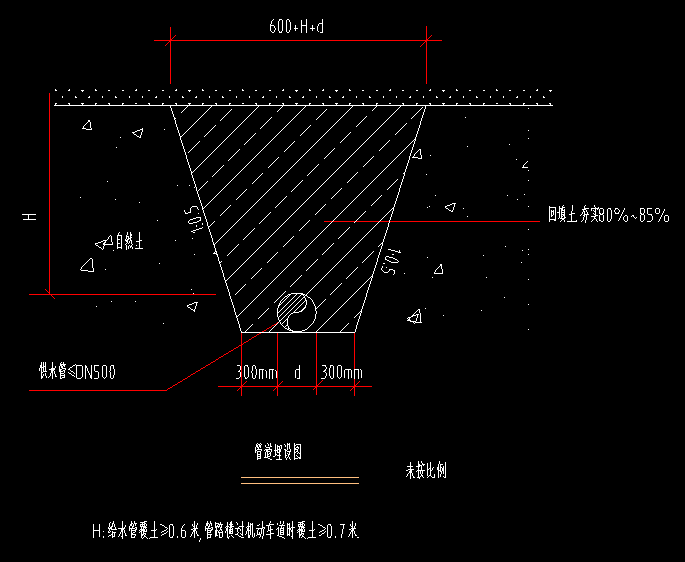 600+H+d
H
1:0.5
回填土 夯实80%~85%
自然土
1:0.5
供水管≤DN500
300mm d 300mm
管道埋设图
未按比例
H:给水管覆土≥0.6米,管路横过机动车道时覆土≥0.7米.